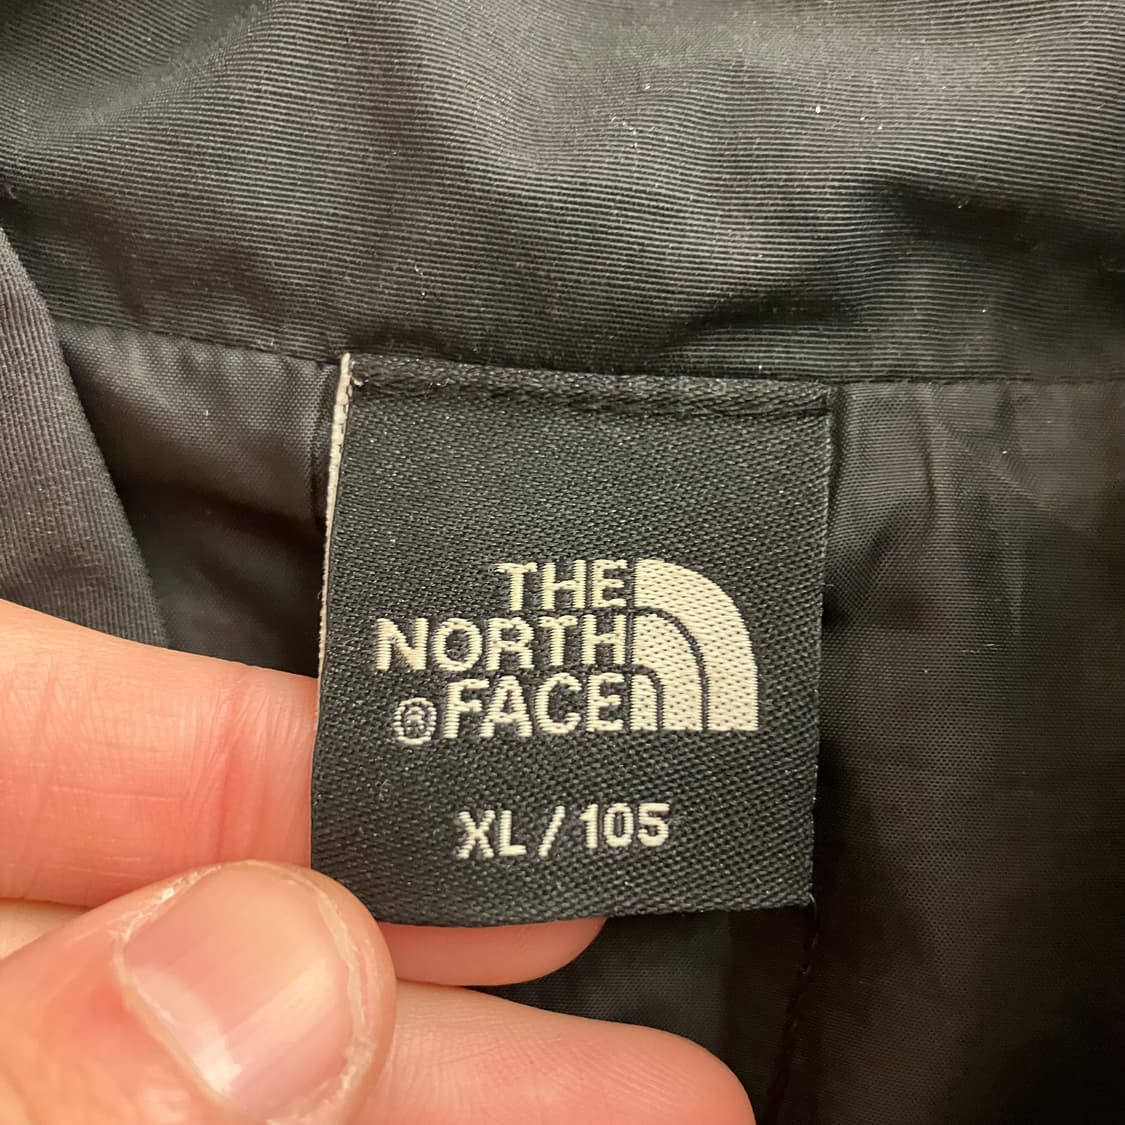 THE
NORTH
®FACE
XL/105